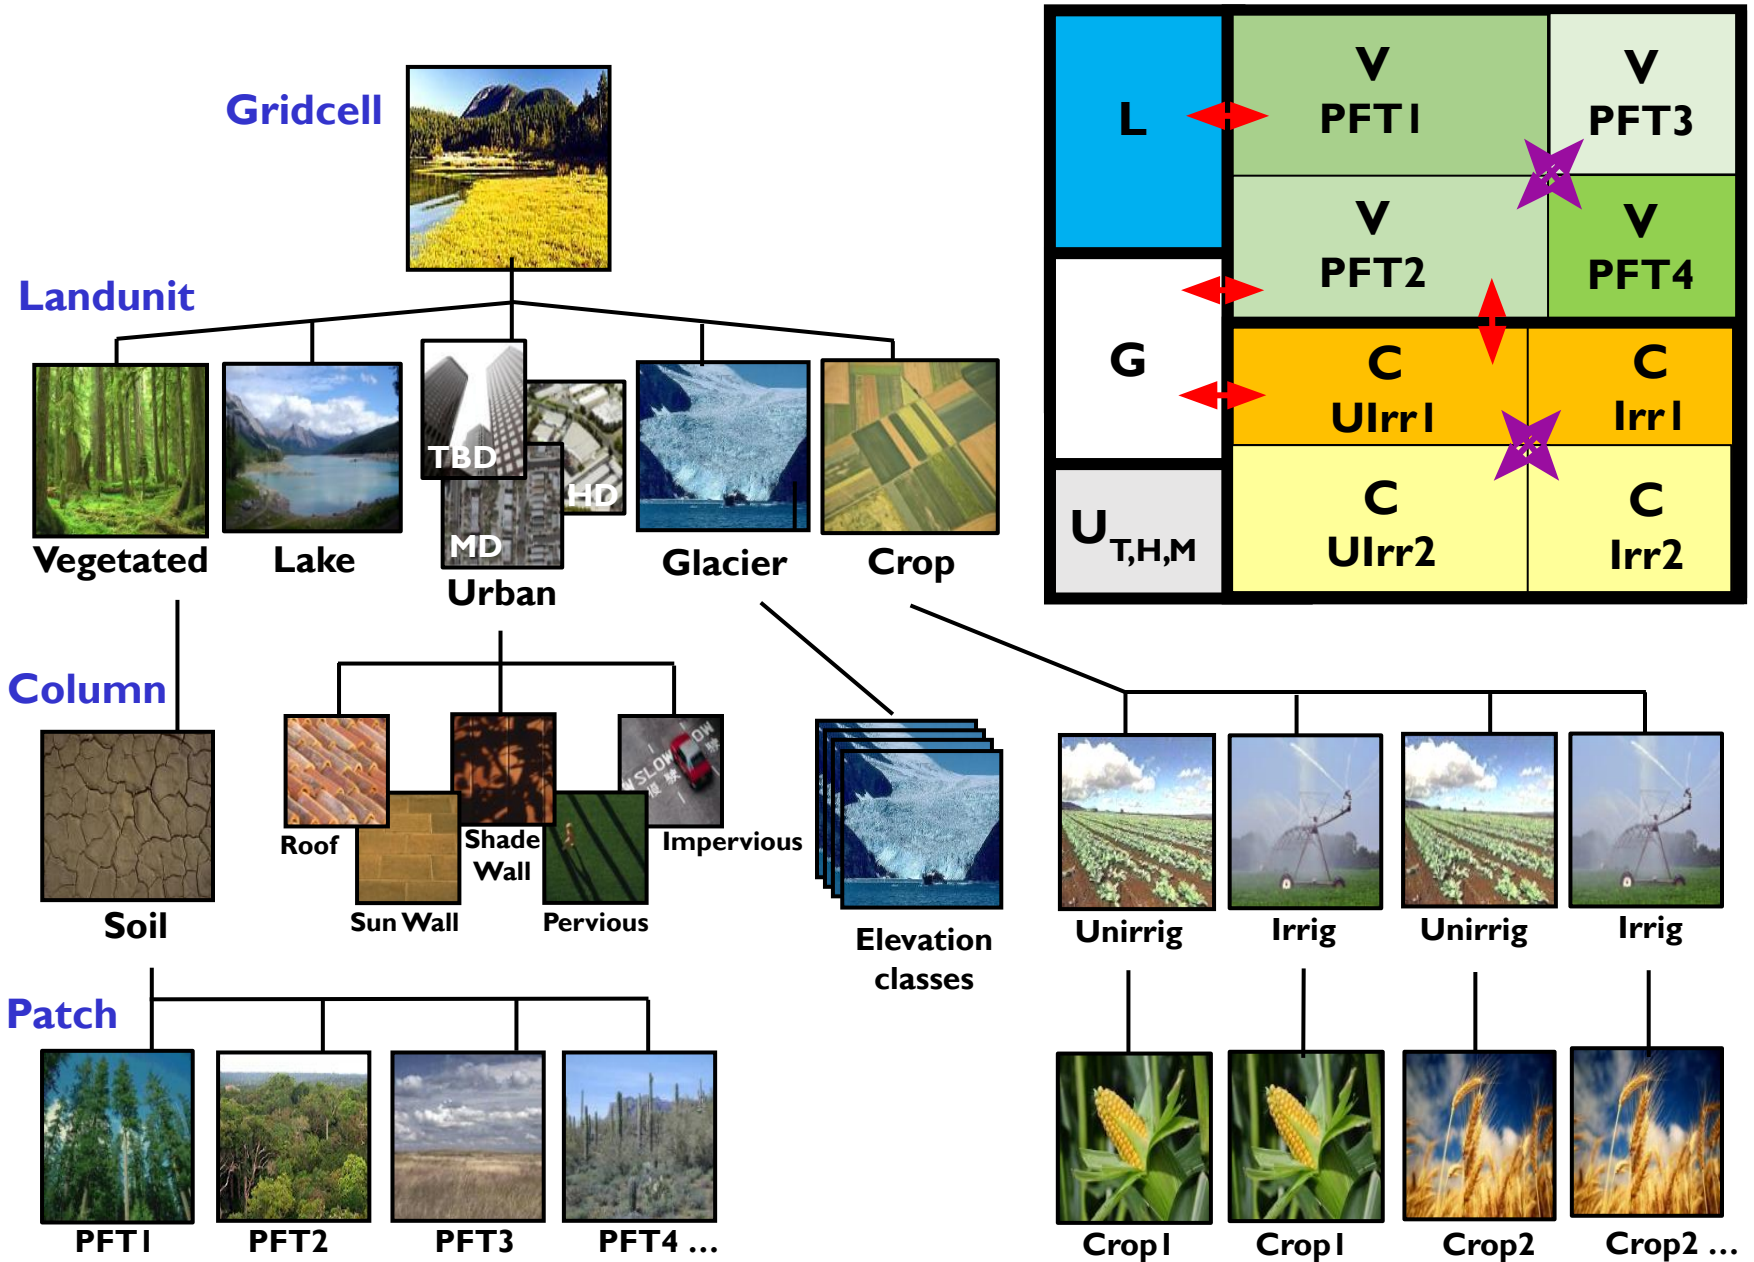 Gridcell
Landunit
TBD
HD
MD
Vegetated
Lake
Urban
Glacier
Crop
L
G
U T,H,M
V
PFT1
V
PFT3
V
PFT2
V
PFT4
C
UIrr1
C
Irr1
C
UIrr2
C
Irr2
Column
Soil
Roof
Sun Wall
Shade
Wall
Pervious
SLOW
Impervious
Elevation
classes
Unirrig
Irrig
Unirrig
Irrig
Patch
PFT1
PFT2
PFT3
PFT4 ...
Crop1
Crop1
Crop2
Crop2 ...